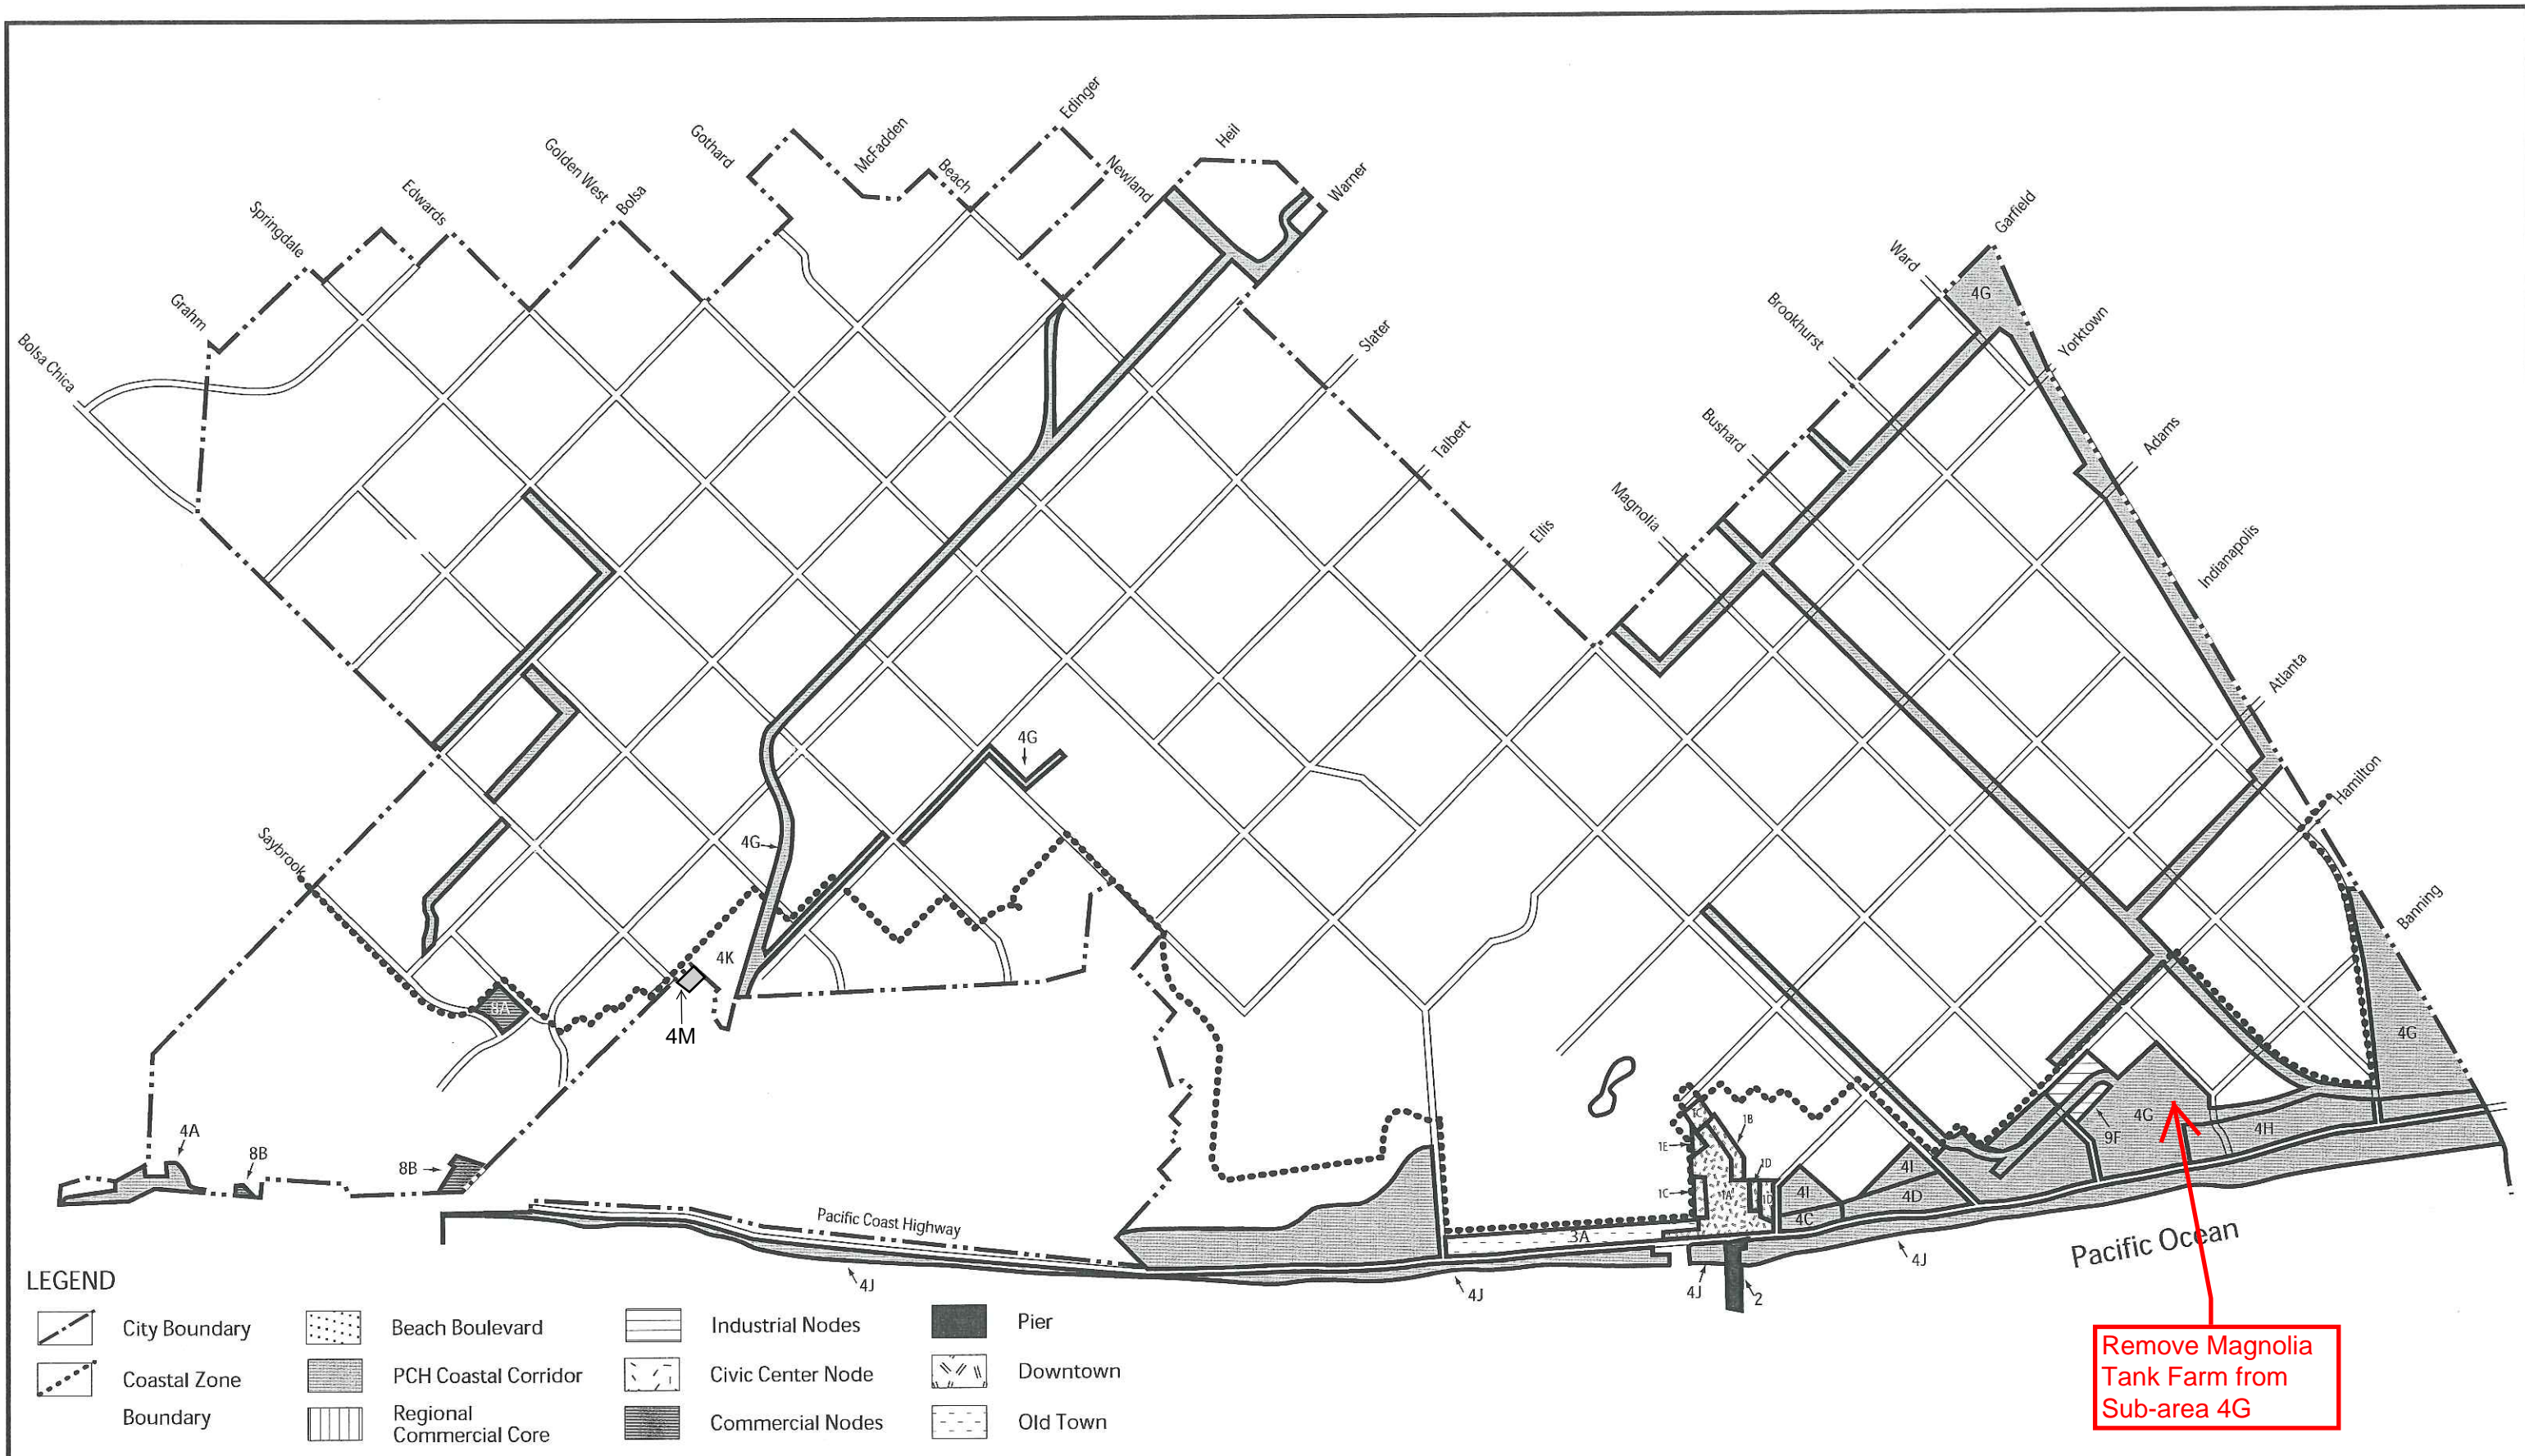 Edinger
Heil
McFadden
Gothard
Newland
Beach
Warner
Golden West
Bolsa
Edwards
Springdale
Garfield
Ward
4G
Grahm
Brookhurst
Yorktown
Slater
Bolsa Chica
Bushard
Adams
Talbert
Magnolia
Ellis
Indianapolis
Atlanta
4G
Hamilton
Saybrook
4G
Banning
4K
8A
4M
4G
1C
1B
4G
9F
4H
4A
8B
8B
1E
1D
4I
1C
1A
1D
4I
4D
4C
Pacific Coast Highway
3A
Pacific Ocean
4J
4J
4J
4J
2
Remove Magnolia
Tank Farm from
Sub-area 4G
LEGEND
City Boundary
Beach Boulevard
Industrial Nodes
Pier
Coastal Zone
Boundary
PCH Coastal Corridor
Civic Center Node
Downtown
Regional
Commercial Core
Commercial Nodes
Old Town